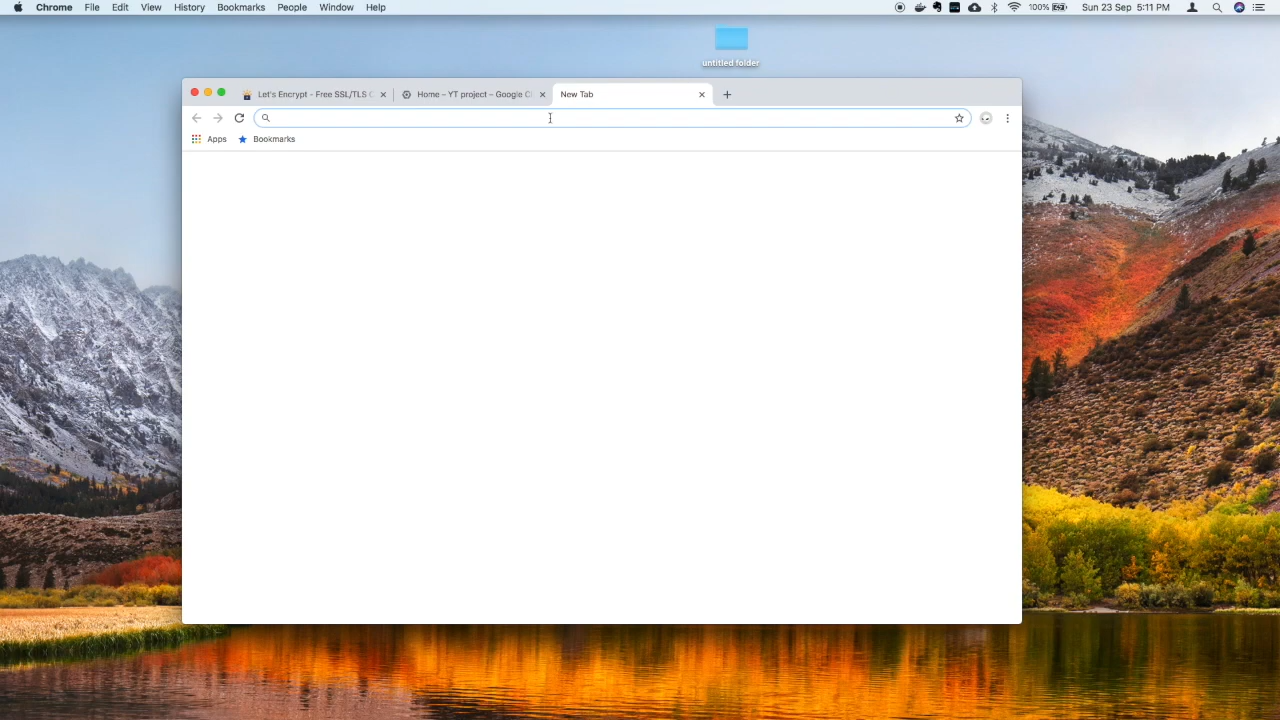 Chrome File Edit View History Bookmarks People Window Help 100% Sun 23 Sep 5:11 PM
untitled folder
Let's Encrypt - Free SSL/TLS C Home – YT project – Google Cl New Tab
Apps Bookmarks